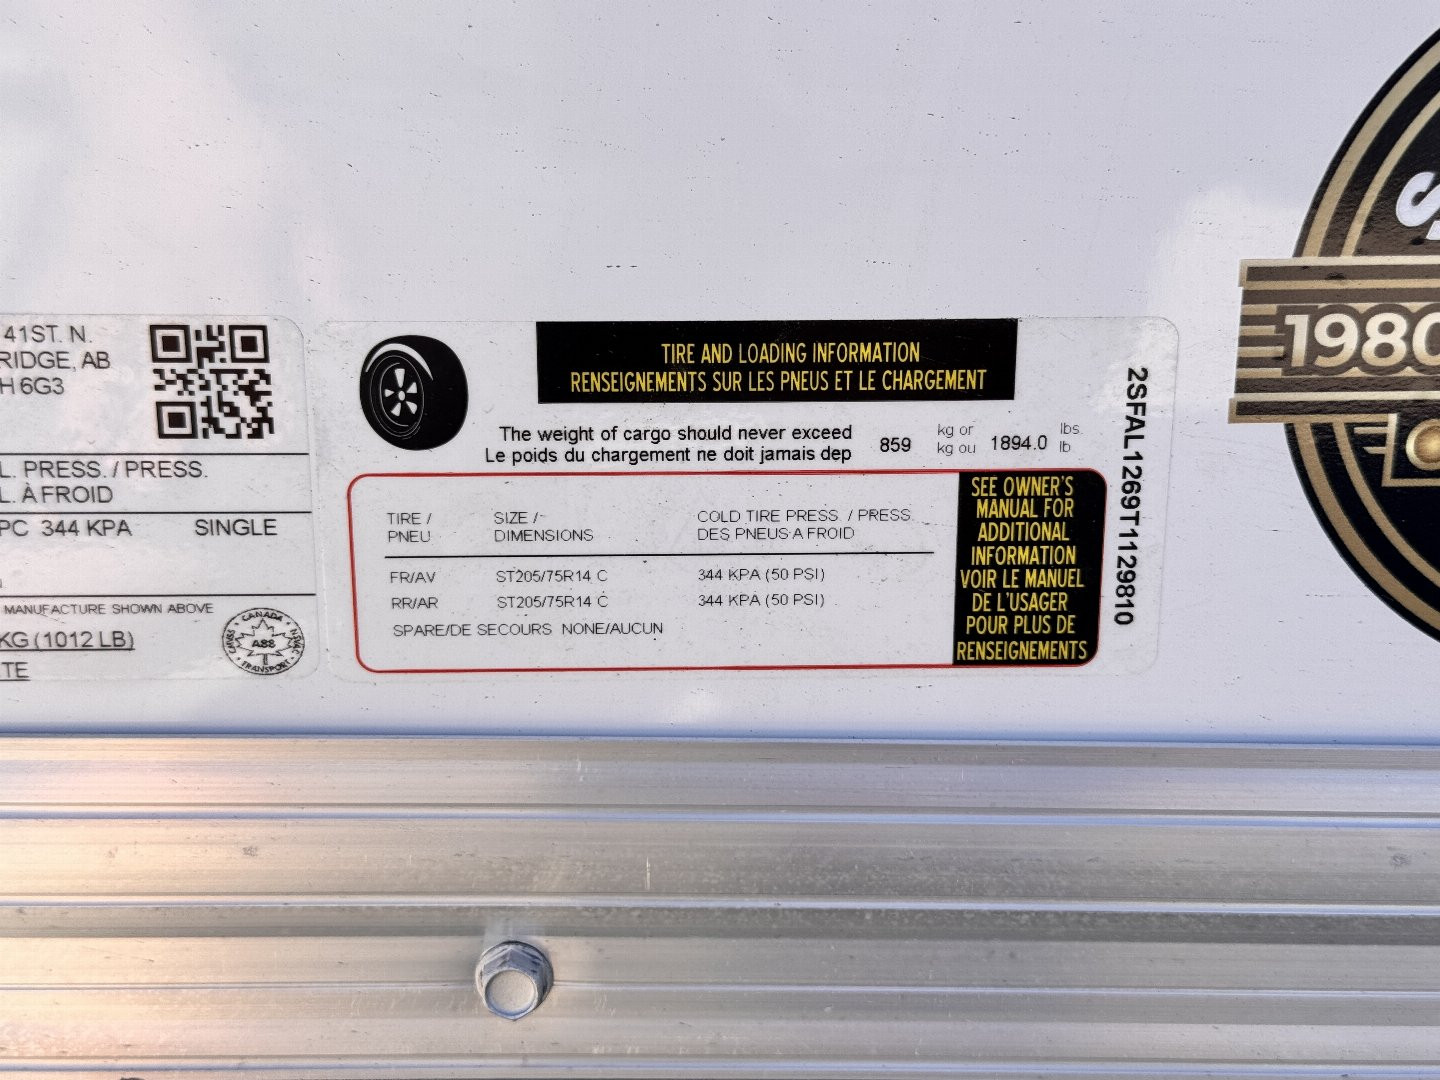 41ST. N.
RIDGE, AB
H 6G3
L. PRESS. / PRESS.
L. À FROID
PC 344 KPA SINGLE
MANUFACTURE SHOWN ABOVE
KG (1012 LB)
TE
CANADA
ASS
TRANSPORT
TIRE AND LOADING INFORMATION
RENSEIGNEMENTS SUR LES PNEUS ET LE CHARGEMENT
The weight of cargo should never exceed
Le poids du chargement ne doit jamais dep
859 kg or kg ou 1894.0 lbs. lb
TIRE / PNEU
SIZE / DIMENSIONS
COLD TIRE PRESS. / PRESS. DES PNEUS A FROID
FR/AV ST205/75R14 C 344 KPA (50 PSI)
RR/AR ST205/75R14 C 344 KPA (50 PSI)
SPARE/DE SECOURS NONE/AUCUN
SEE OWNER'S
MANUAL FOR
ADDITIONAL
INFORMATION
VOIR LE MANUEL
DE L'USAGER
POUR PLUS DE
RENSEIGNEMENTS
2SFAL1269T1129810
1980